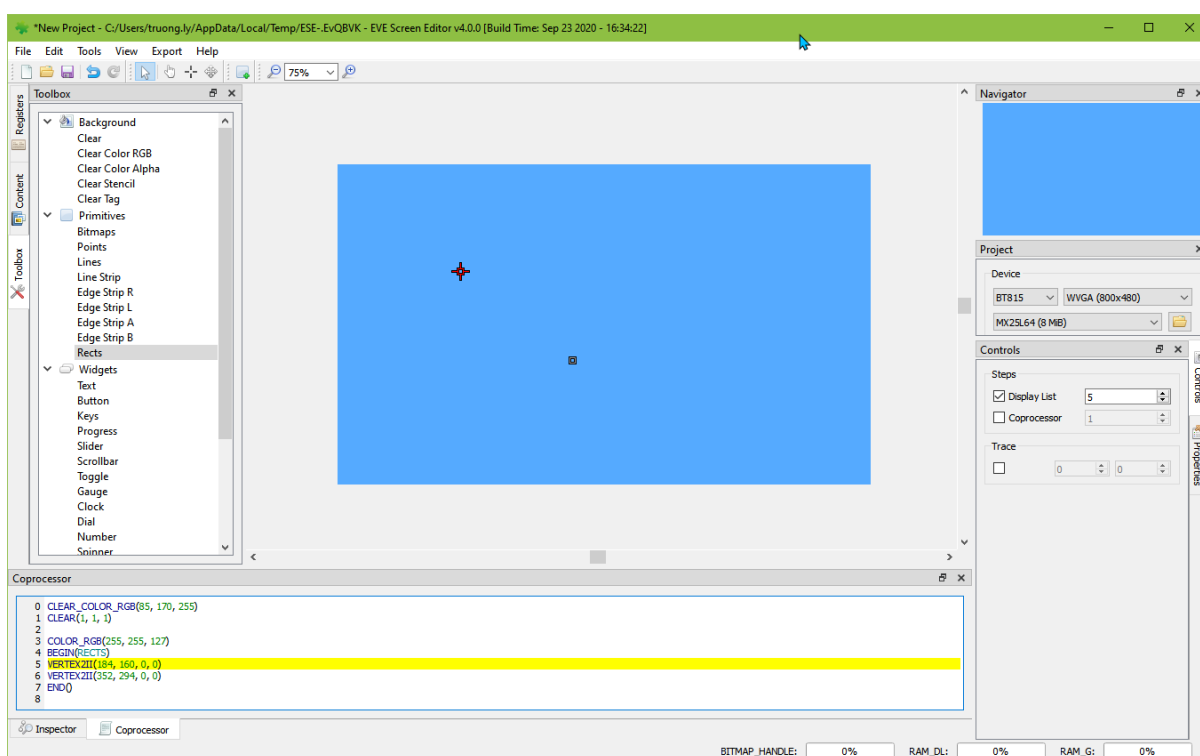 *New Project - C:/Users/truong.ly/AppData/Local/Temp/ESE-.EvQBVK - EVE Screen Editor v4.0.0 [Build Time: Sep 23 2020 - 16:34:22]
File Edit Tools View Export Help
75%
Registers
Content
Toolbox
Toolbox
Background
Clear
Clear Color RGB
Clear Color Alpha
Clear Stencil
Clear Tag
Primitives
Bitmaps
Points
Lines
Line Strip
Edge Strip R
Edge Strip L
Edge Strip A
Edge Strip B
Rects
Widgets
Text
Button
Keys
Progress
Slider
Scrollbar
Toggle
Gauge
Clock
Dial
Number
Spinner
Navigator
Project
Device
BT815 WVGA (800x480)
MX25L64 (8 MiB)
Controls
Steps
Display List 5
Coprocessor 1
Trace
0 0
Controls
Properties
Coprocessor
0 CLEAR_COLOR_RGB(85, 170, 255)
1 CLEAR(1, 1, 1)
2
3 COLOR_RGB(255, 255, 127)
4 BEGIN(RECTS)
5 VERTEX2II(184, 160, 0, 0)
6 VERTEX2II(352, 294, 0, 0)
7 END()
8
Inspector Coprocessor
BITMAP_HANDLE: 0% RAM_DL: 0% RAM_G: 0%